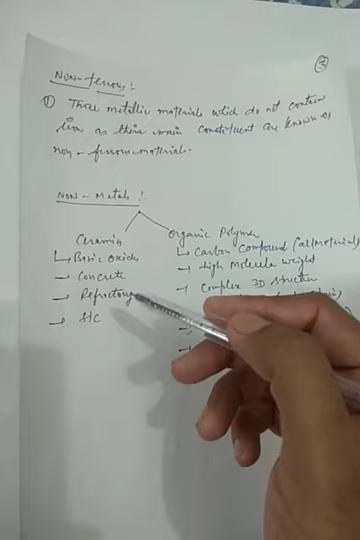 ③
Non-ferrous :-
① Those metallic materials which do not contain
iron as their main constituent are known as
non-ferrous material.
Non-Metals :-
Ceramics
→ Basic Oxides
→ Concrete
→ Refractory
→ SiC
Organic Polymer
→ Carbon Compound (all Materials)
→ high Molecular weight
→ Complex 3D structure